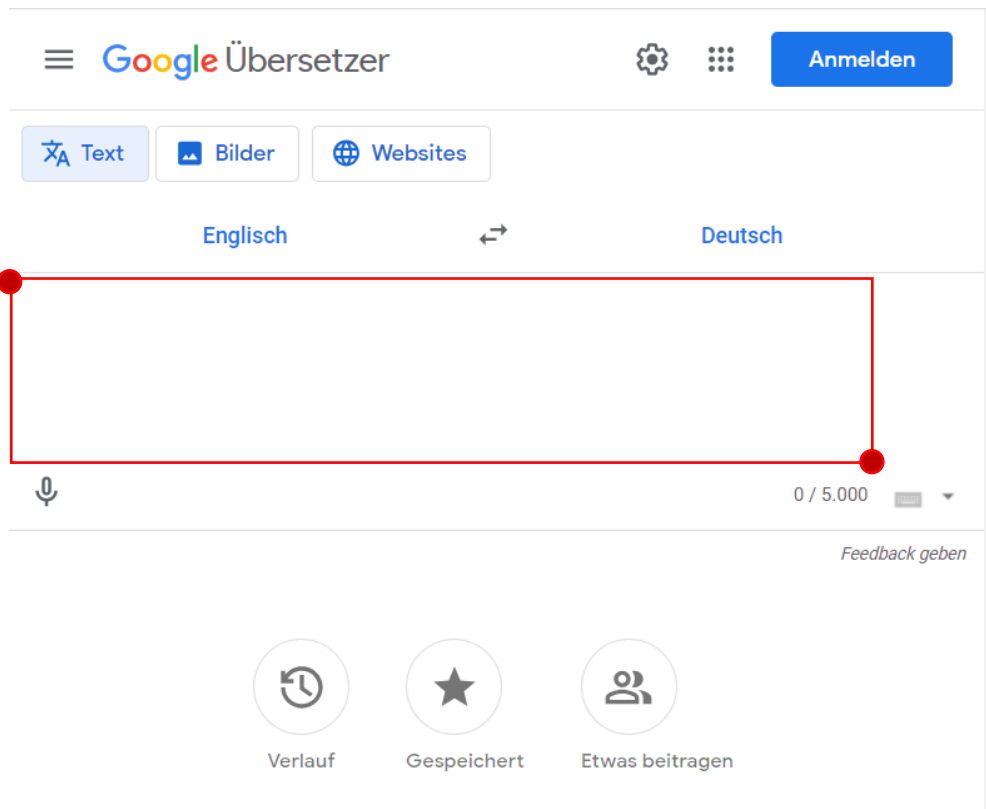 Google Übersetzer Anmelden
Text Bilder Websites
Englisch Deutsch
0 / 5.000
Feedback geben
Verlauf Gespeichert Etwas beitragen